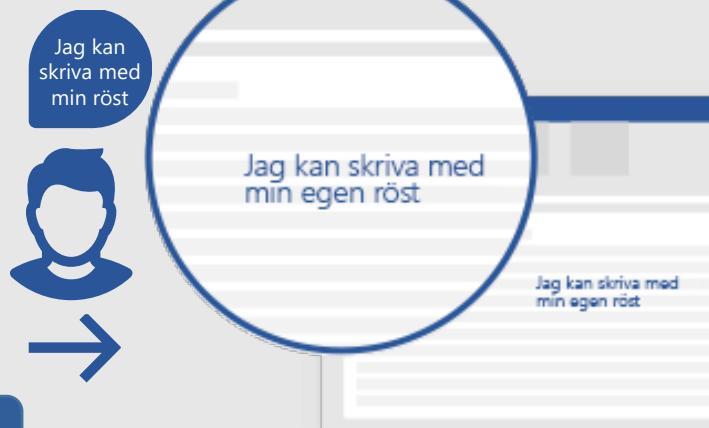 Jag kan
skriva med
min röst
Jag kan skriva med
min egen röst
Jag kan skriva med
min egen röst